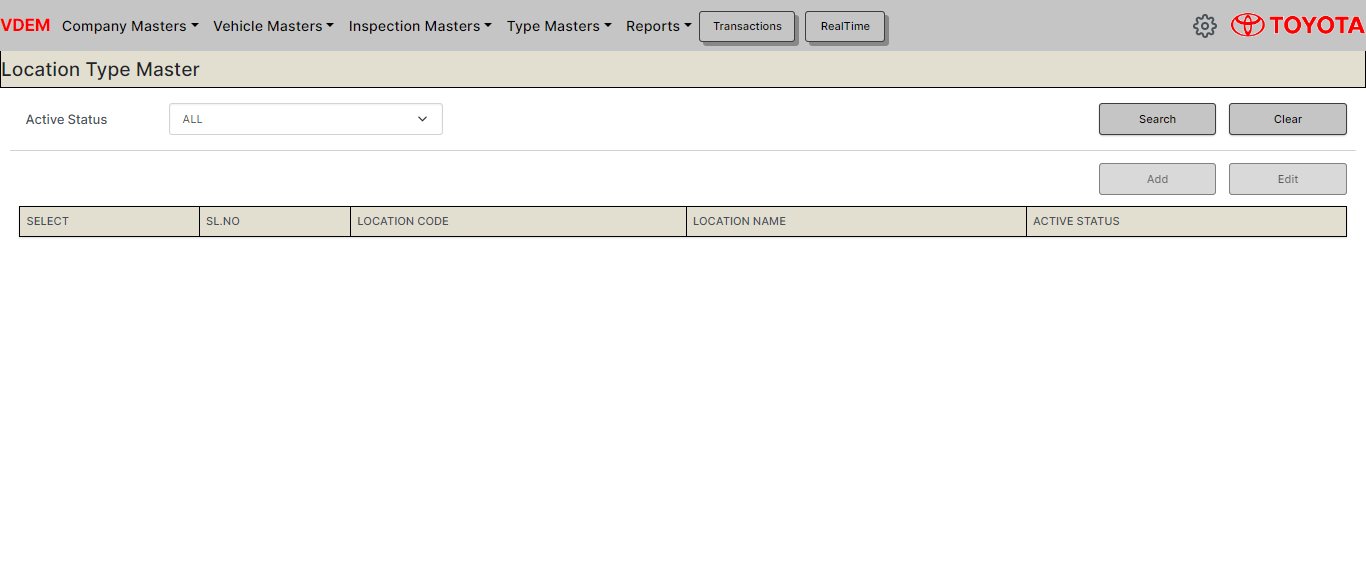 VDEM Company Masters Vehicle Masters Inspection Masters Type Masters Reports Transactions RealTime TOYOTA
Location Type Master
Active Status ALL Search Clear
Add Edit
SELECT SL.NO LOCATION CODE LOCATION NAME ACTIVE STATUS